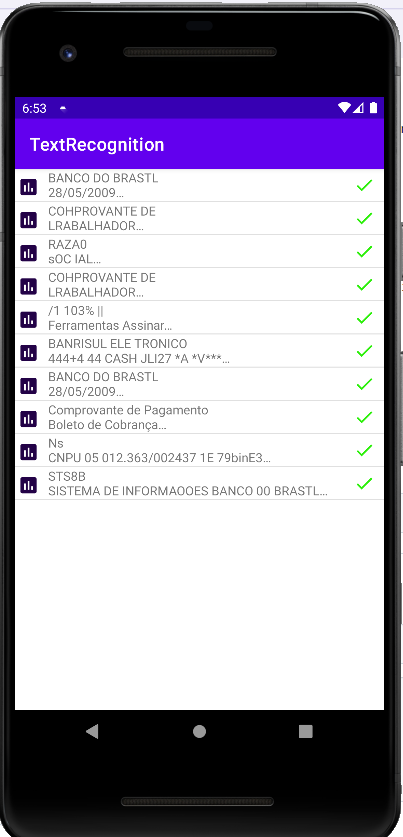 6:53
TextRecognition
BANCO DO BRASTL
28/05/2009...
COHPROVANTE DE
LRABALHADOR...
RAZA0
sOC IAL...
COHPROVANTE DE
LRABALHADOR...
/1 103% ||
Ferramentas Assinar...
BANRISUL ELE TRONICO
444+4 44 CASH JLI27 *A *V***...
BANCO DO BRASTL
28/05/2009...
Comprovante de Pagamento
Boleto de Cobrança...
Ns
CNPU 05 012.363/002437 1E 79binE3...
STS8B
SISTEMA DE INFORMAOOES BANCO 00 BRASTL...